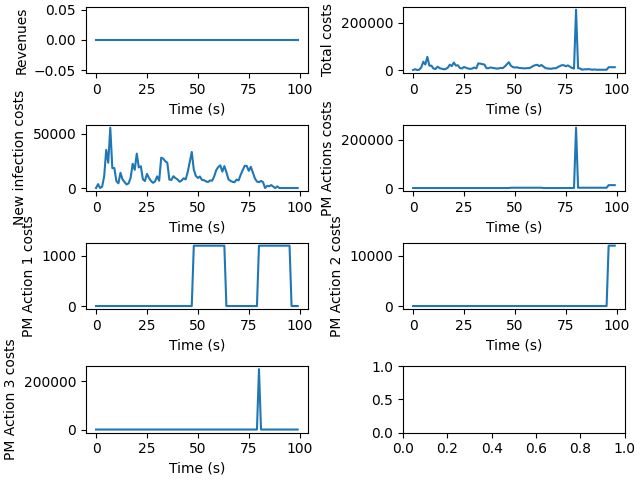 Revenues
0.05
0.00
−0.05
0 25 50 75 100
Time (s)
Total costs
200000
0
0 25 50 75 100
Time (s)
New infection costs
50000
0
0 25 50 75 100
Time (s)
PM Actions costs
200000
0
0 25 50 75 100
Time (s)
PM Action 1 costs
1000
0
0 25 50 75 100
Time (s)
PM Action 2 costs
10000
0
0 25 50 75 100
Time (s)
PM Action 3 costs
200000
0
0 25 50 75 100
Time (s)
1.0
0.5
0.0
0.0 0.2 0.4 0.6 0.8 1.0